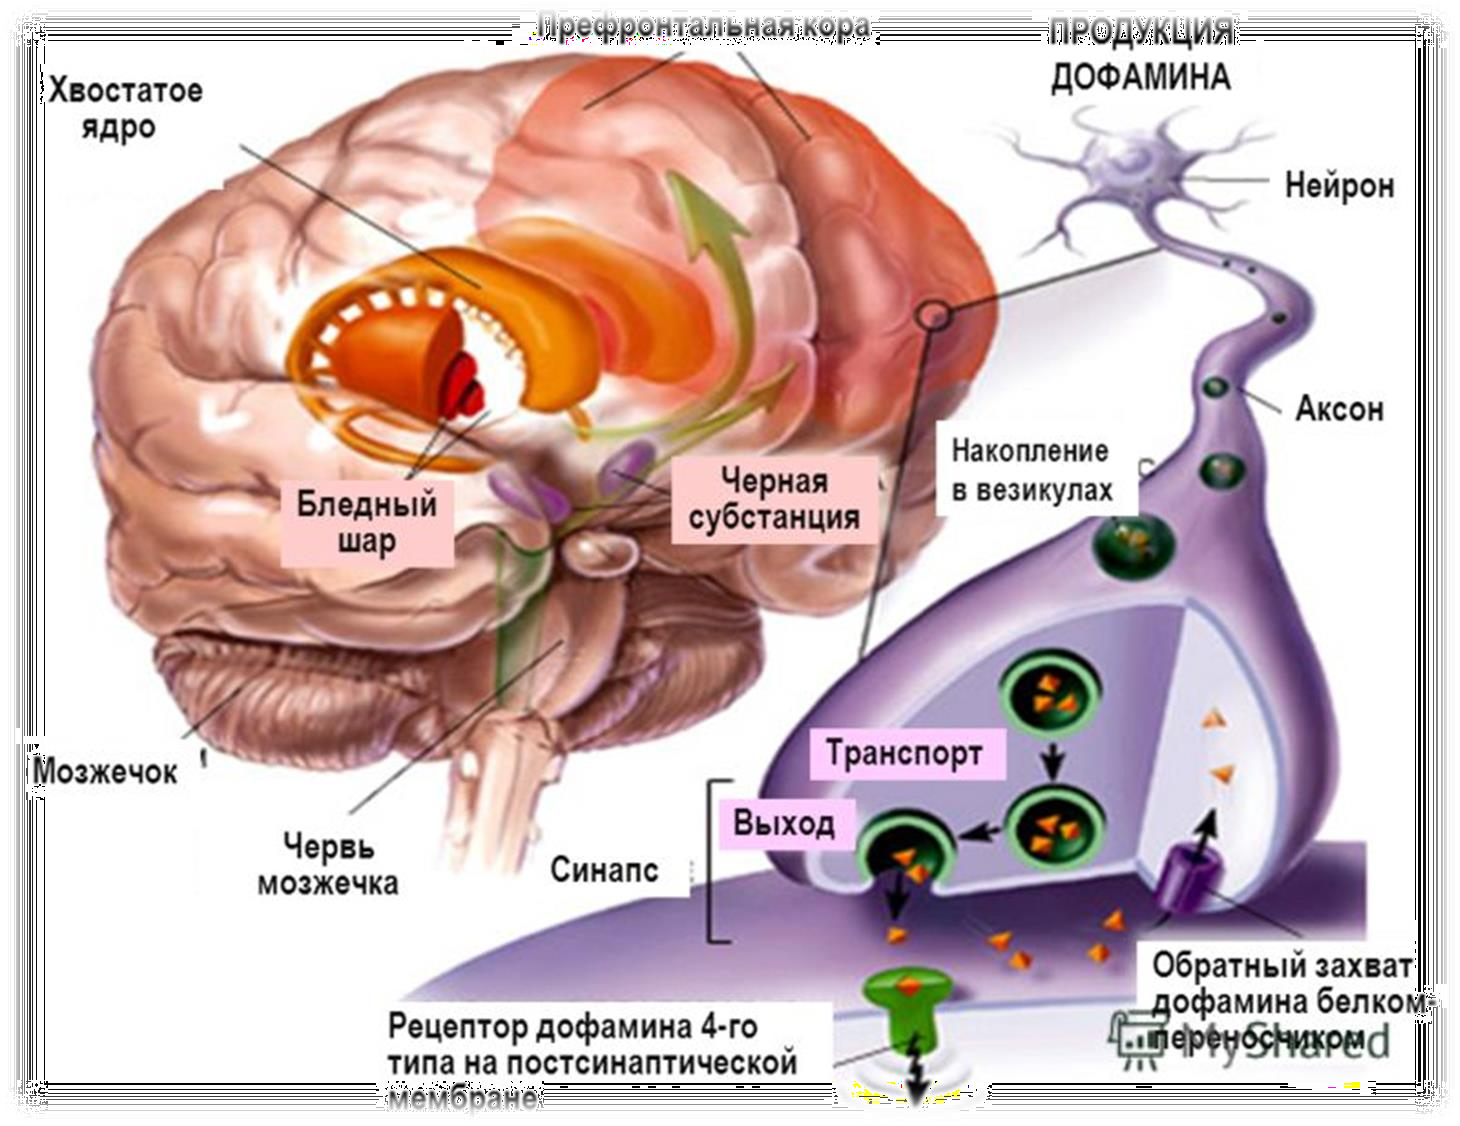 Префронтальная кора
ПРОДУКЦИЯ
ДОФАМИНА
Хвостатое
ядро
Нейрон
Аксон
Накопление
в везикулах
Бледный
шар
Черная
субстанция
Транспорт
Выход
Синапс
Мозжечок
Червь
мозжечка
Обратный захват
дофамина белком-
переносчиком
Рецептор дофамина 4-го
типа на постсинаптической
мембране
MyShared